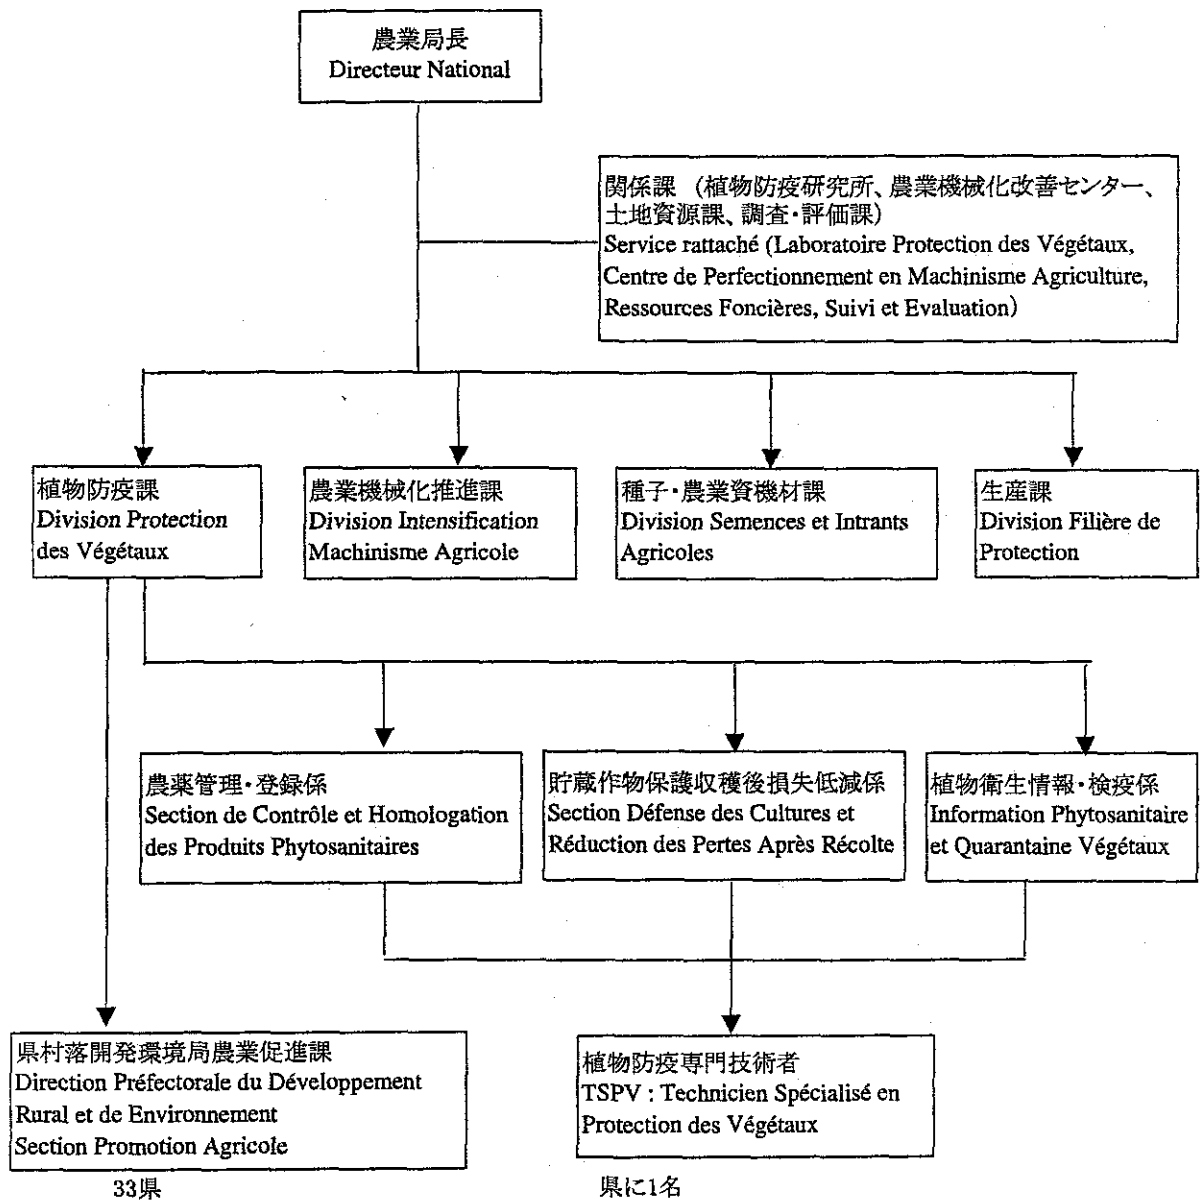 農業局長
Directeur National
関係課 (植物防疫研究所、農業機械化改善センター、
土地資源課、調査・評価課)
Service rattaché (Laboratoire Protection des Végétaux,
Centre de Perfectionnement en Machinisme Agriculture,
Ressources Foncières, Suivi et Evaluation)
植物防疫課
Division Protection
des Végétaux
農業機械化推進課
Division Intensification
Machinisme Agricole
種子・農業資機材課
Division Semences et Intrants
Agricoles
生産課
Division Filière de
Protection
農薬管理・登録係
Section de Contrôle et Homologation
des Produits Phytosanitaires
貯蔵作物保護収穫後損失低減係
Section Défense des Cultures et
Réduction des Pertes Après Récolte
植物衛生情報・検疫係
Information Phytosanitaire
et Quarantaine Végétaux
県村落開発環境局農業促進課
Direction Préfectorale du Développement
Rural et de Environnement
Section Promotion Agricole
33県
植物防疫専門技術者
TSPV : Technicien Spécialisé en
Protection des Végétaux
県に1名